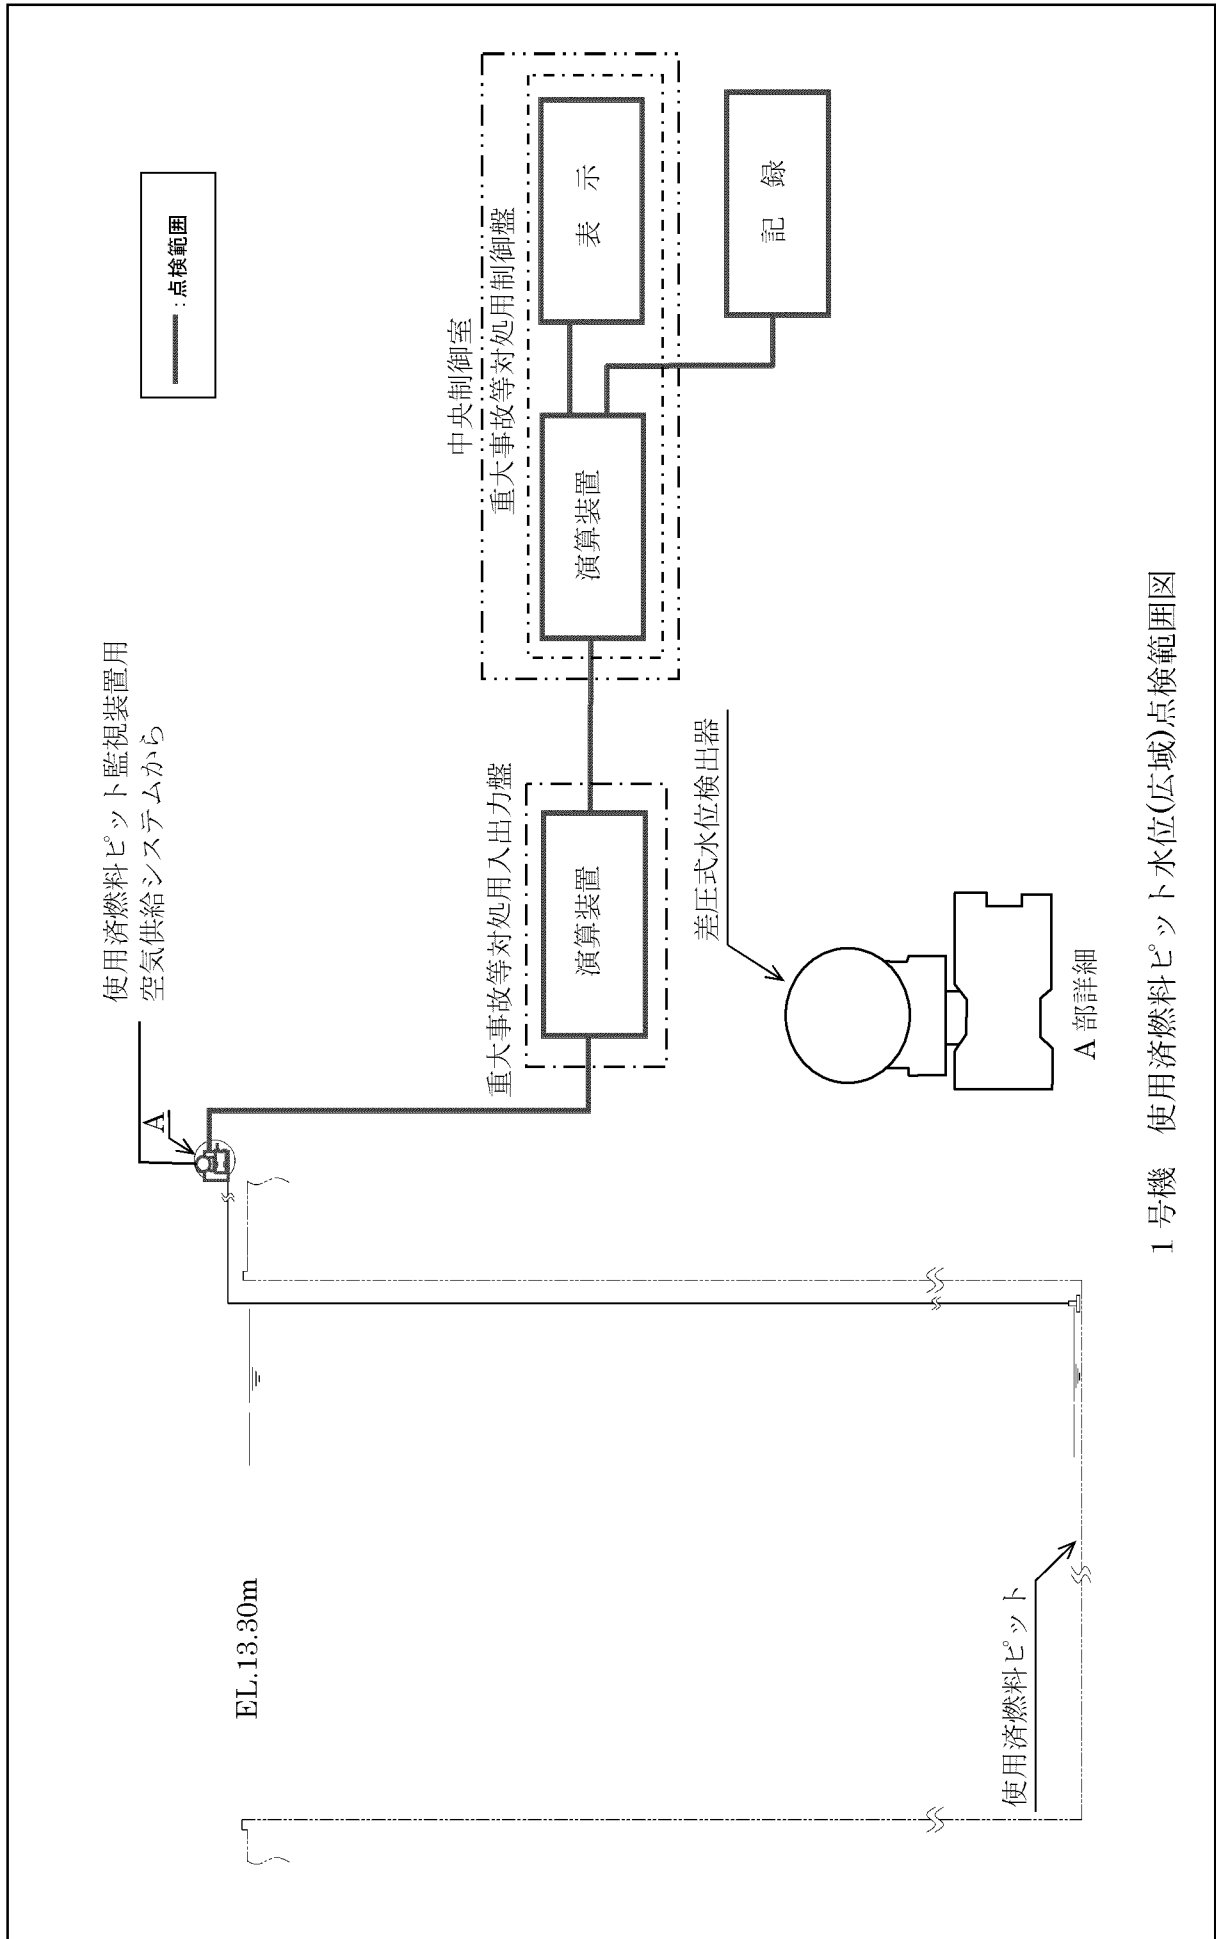 ：点検範囲
使用済燃料ピット監視装置用
空気供給システムから
A
中央制御室
重大事故等対処用制御盤
重大事故等対処用入出力盤
演算装置
演算装置
表 示
記 録
EL.13.30m
差圧式水位検出器
使用済燃料ピット
A 部詳細
1 号機 使用済燃料ピット水位(広域)点検範囲図